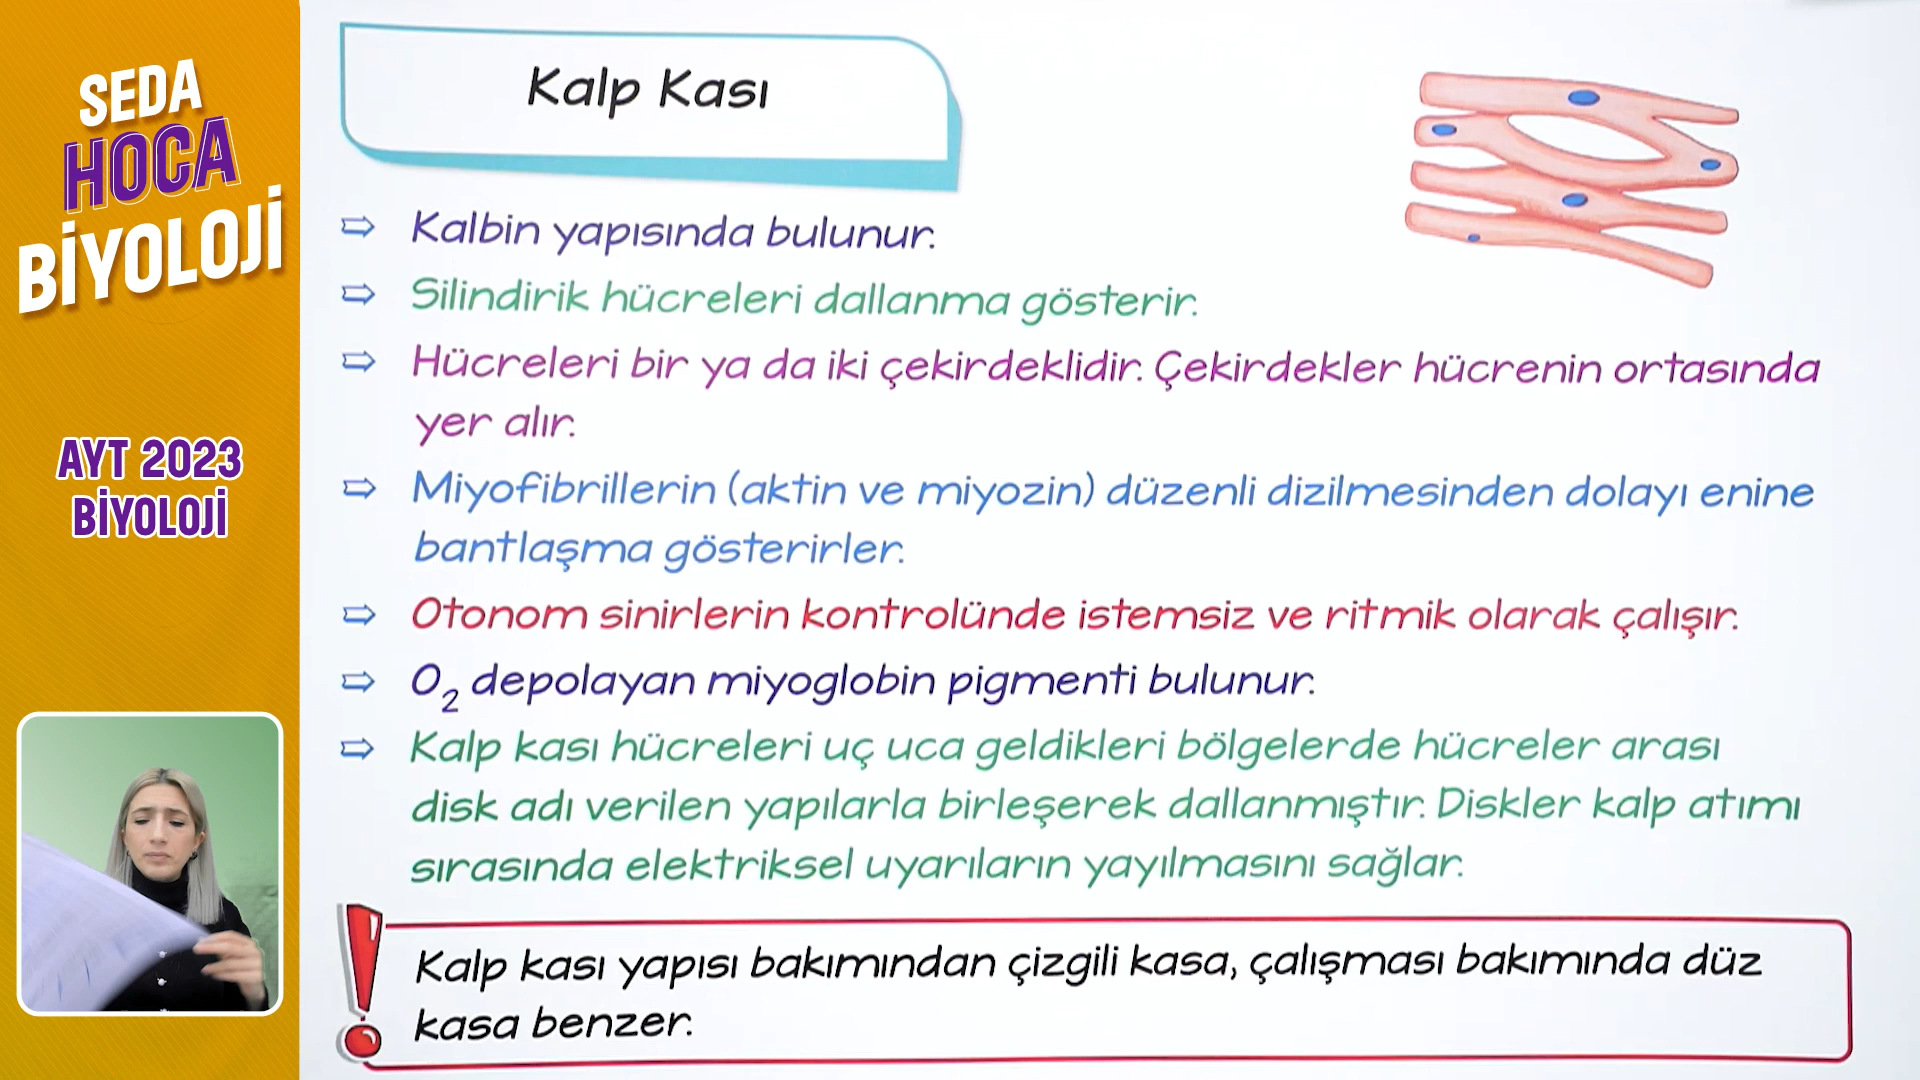 SEDA
HOCA
BİYOLOJİ
AYT 2023
BİYOLOJİ
Kalp Kası
Kalbin yapısında bulunur.
Silindirik hücreleri dallanma gösterir.
Hücreleri bir ya da iki çekirdeklidir. Çekirdekler hücrenin ortasında
yer alır.
Miyofibrillerin (aktin ve miyozin) düzenli dizilmesinden dolayı enine
bantlaşma gösterirler.
Otonom sinirlerin kontrolünde istemsiz ve ritmik olarak çalışır.
O₂ depolayan miyoglobin pigmenti bulunur.
Kalp kası hücreleri uç uca geldikleri bölgelerde hücreler arası
disk adı verilen yapılarla birleşerek dallanmıştır. Diskler kalp atımı
sırasında elektriksel uyarıların yayılmasını sağlar.
Kalp kası yapısı bakımından çizgili kasa, çalışması bakımında düz
kasa benzer.